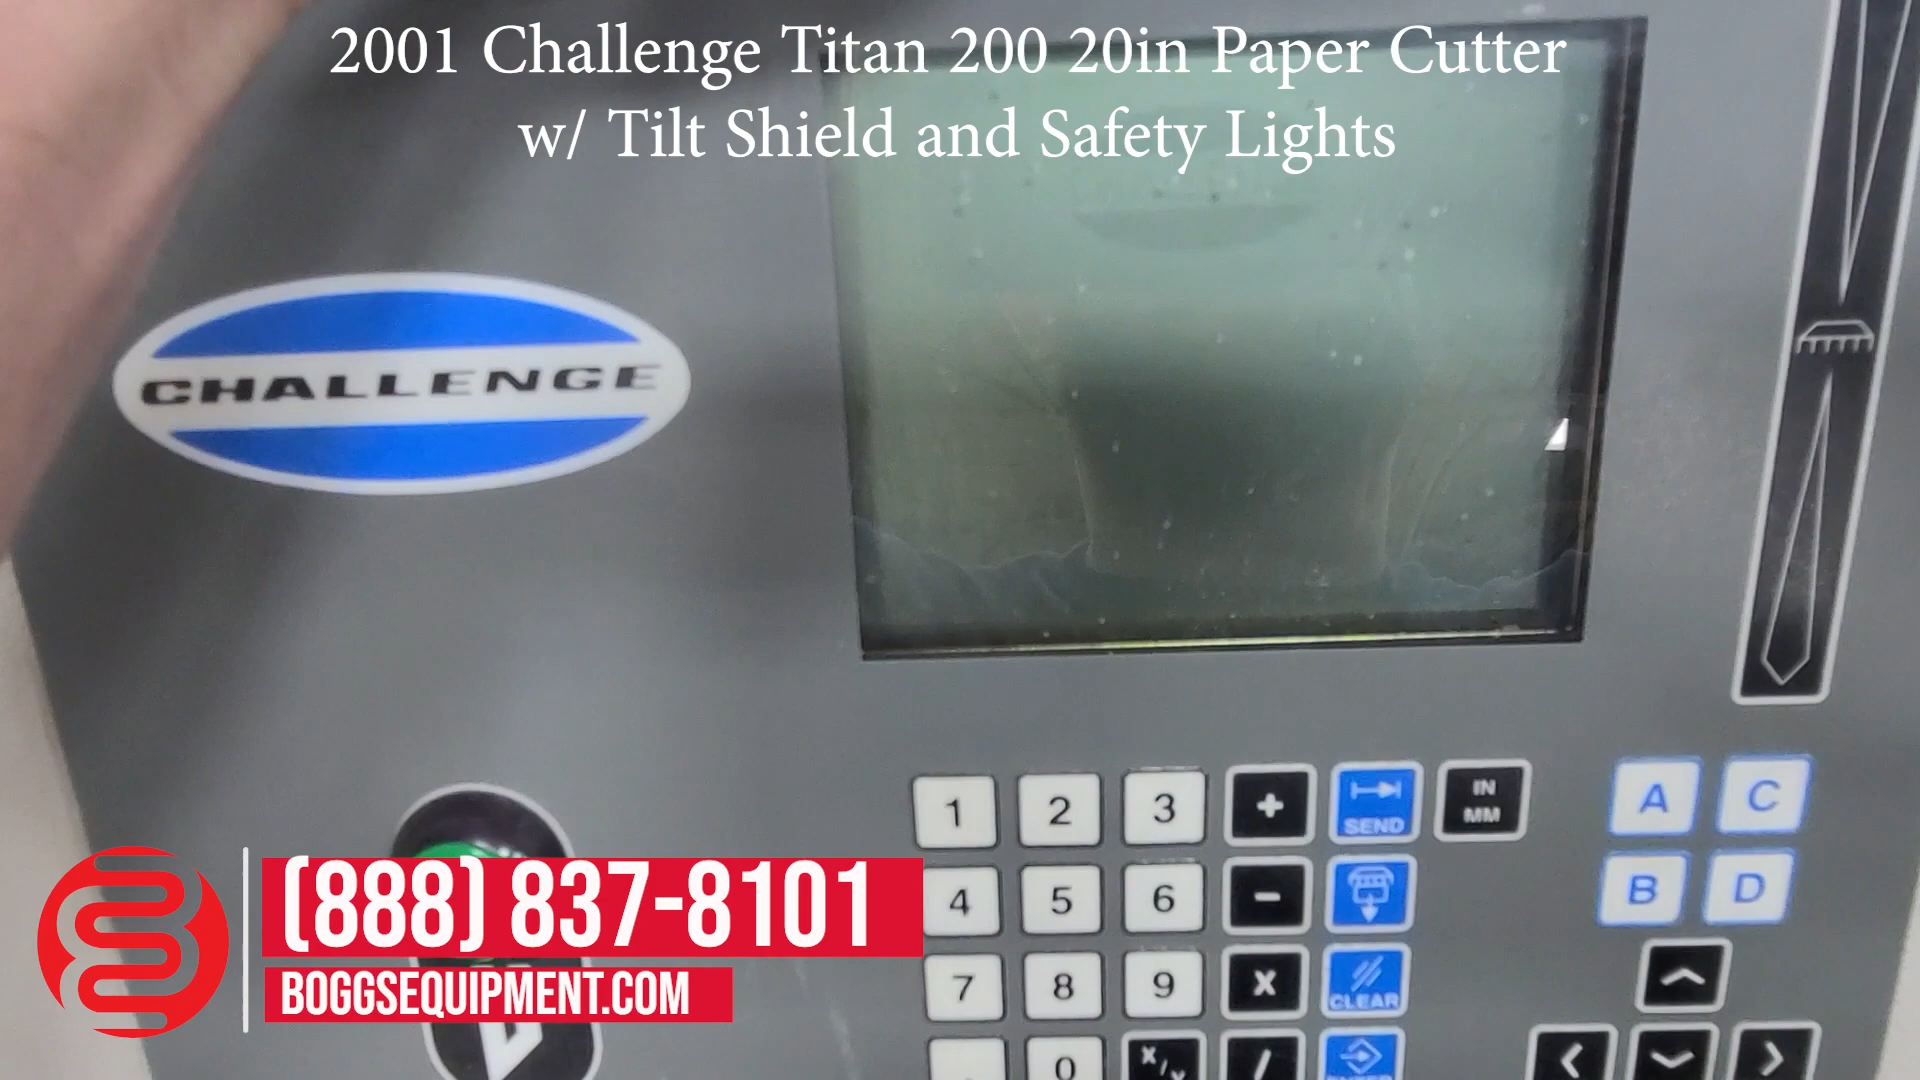 2001 Challenge Titan 200 20in Paper Cutter
w/ Tilt Shield and Safety Lights
CHALLENGE
1 2 3 + SEND IN MM A C
4 5 6 - B D
7 8 9 x CLEAR
. 0 x/y / ENTER
(888) 837-8101
BOGGSEQUIPMENT.COM